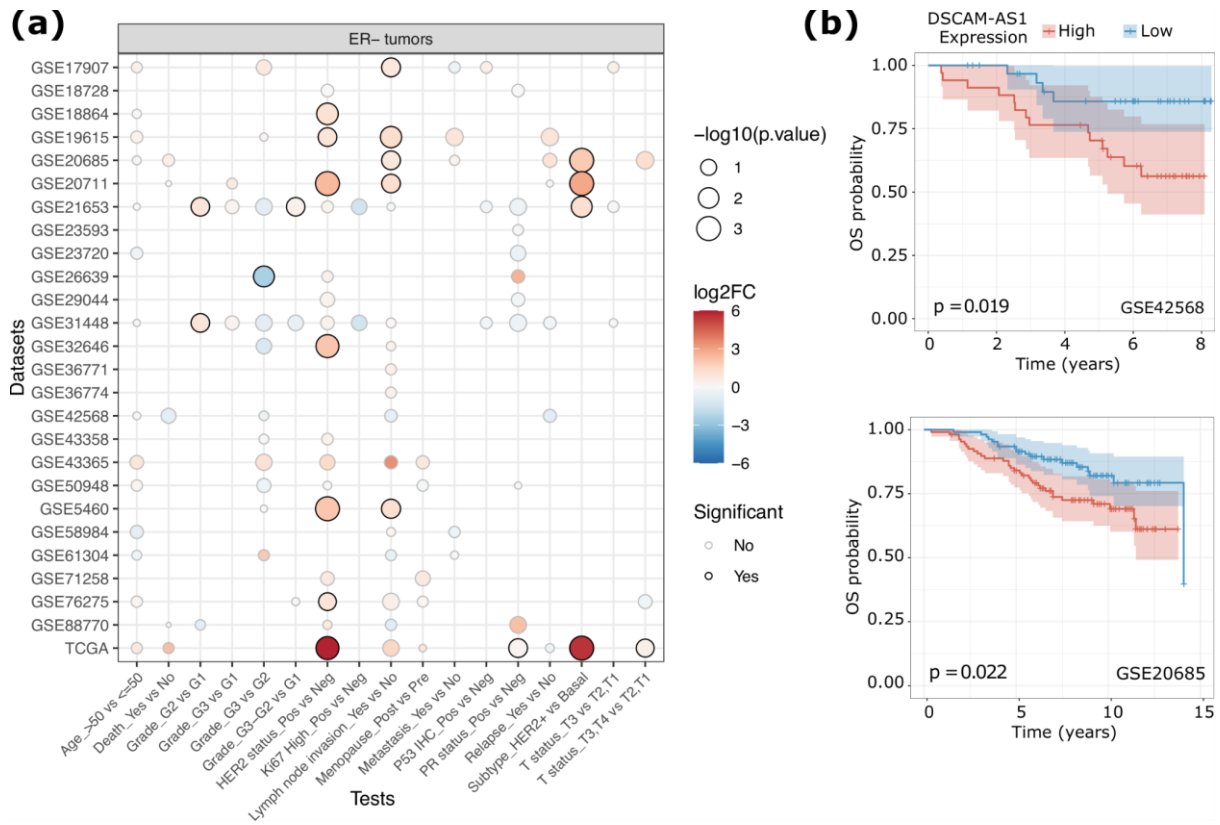 (a)
ER− tumors
GSE17907
GSE18728
GSE18864
GSE19615
GSE20685
GSE20711
GSE21653
GSE23593
GSE23720
GSE26639
GSE29044
GSE31448
GSE32646
GSE36771
GSE36774
GSE42568
GSE43358
GSE43365
GSE50948
GSE5460
GSE58984
GSE61304
GSE71258
GSE76275
GSE88770
TCGA
Datasets
Age_>50 vs <=50
Death_Yes vs No
Grade_G2 vs G1
Grade_G3 vs G1
Grade_G3 vs G2
Grade_G3-G2 vs G1
HER2 status_Pos vs Neg
Ki67 High_Pos vs Neg
Lymph node invasion_Yes vs No
Menopause_Post vs Pre
Metastasis_Yes vs No
P53 IHC_Pos vs Neg
PR status_Pos vs Neg
Relapse_Yes vs No
Subtype_HER2+ vs Basal
T status_T3 vs T2,T1
T status_T3,T4 vs T2,T1
Tests
−log10(p.value)
1
2
3
log2FC
6
3
0
−3
−6
Significant
No
Yes
(b)
DSCAM-AS1
Expression
High
Low
OS probability
1.00
0.75
0.50
0.25
0.00
p = 0.019
GSE42568
0 2 4 6 8
Time (years)
OS probability
1.00
0.75
0.50
0.25
0.00
p = 0.022
GSE20685
0 5 10 15
Time (years)